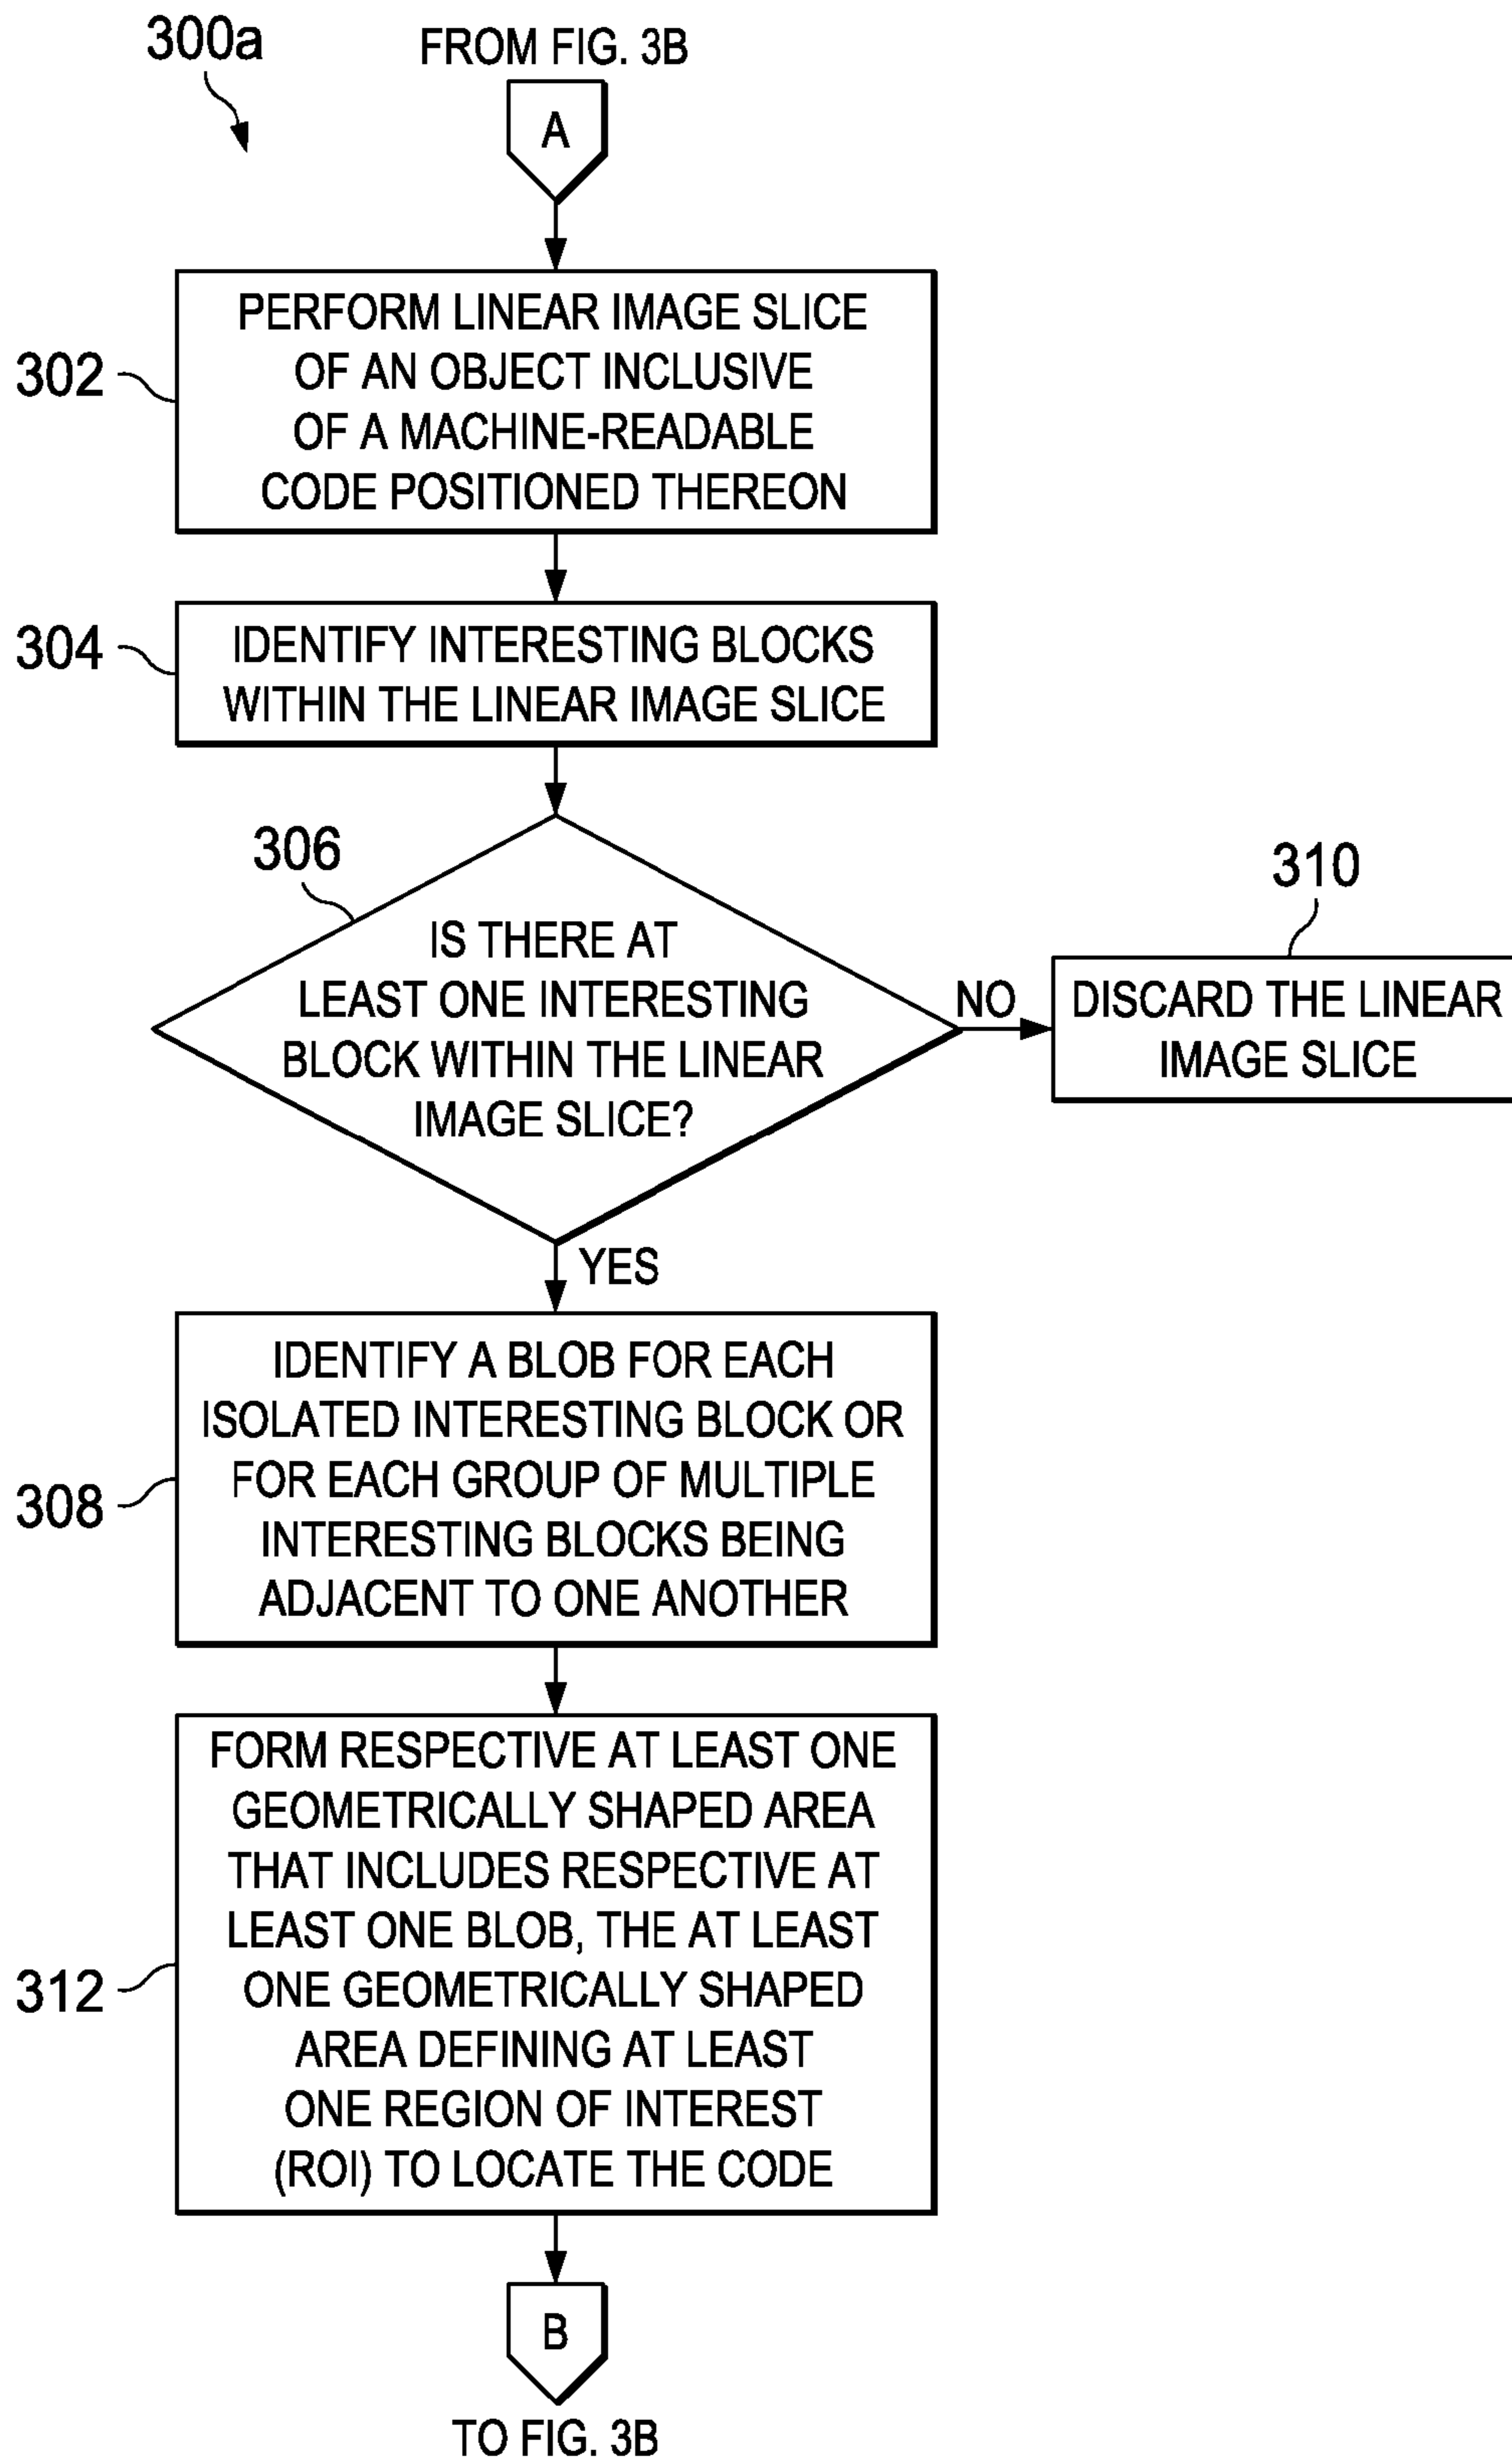 300a
FROM FIG. 3B
A
302
PERFORM LINEAR IMAGE SLICE
OF AN OBJECT INCLUSIVE
OF A MACHINE-READABLE
CODE POSITIONED THEREON
304
IDENTIFY INTERESTING BLOCKS
WITHIN THE LINEAR IMAGE SLICE
306
IS THERE AT
LEAST ONE INTERESTING
BLOCK WITHIN THE LINEAR
IMAGE SLICE?
NO
310
DISCARD THE LINEAR
IMAGE SLICE
YES
308
IDENTIFY A BLOB FOR EACH
ISOLATED INTERESTING BLOCK OR
FOR EACH GROUP OF MULTIPLE
INTERESTING BLOCKS BEING
ADJACENT TO ONE ANOTHER
312
FORM RESPECTIVE AT LEAST ONE
GEOMETRICALLY SHAPED AREA
THAT INCLUDES RESPECTIVE AT
LEAST ONE BLOB, THE AT LEAST
ONE GEOMETRICALLY SHAPED
AREA DEFINING AT LEAST
ONE REGION OF INTEREST
(ROI) TO LOCATE THE CODE
B
TO FIG. 3B